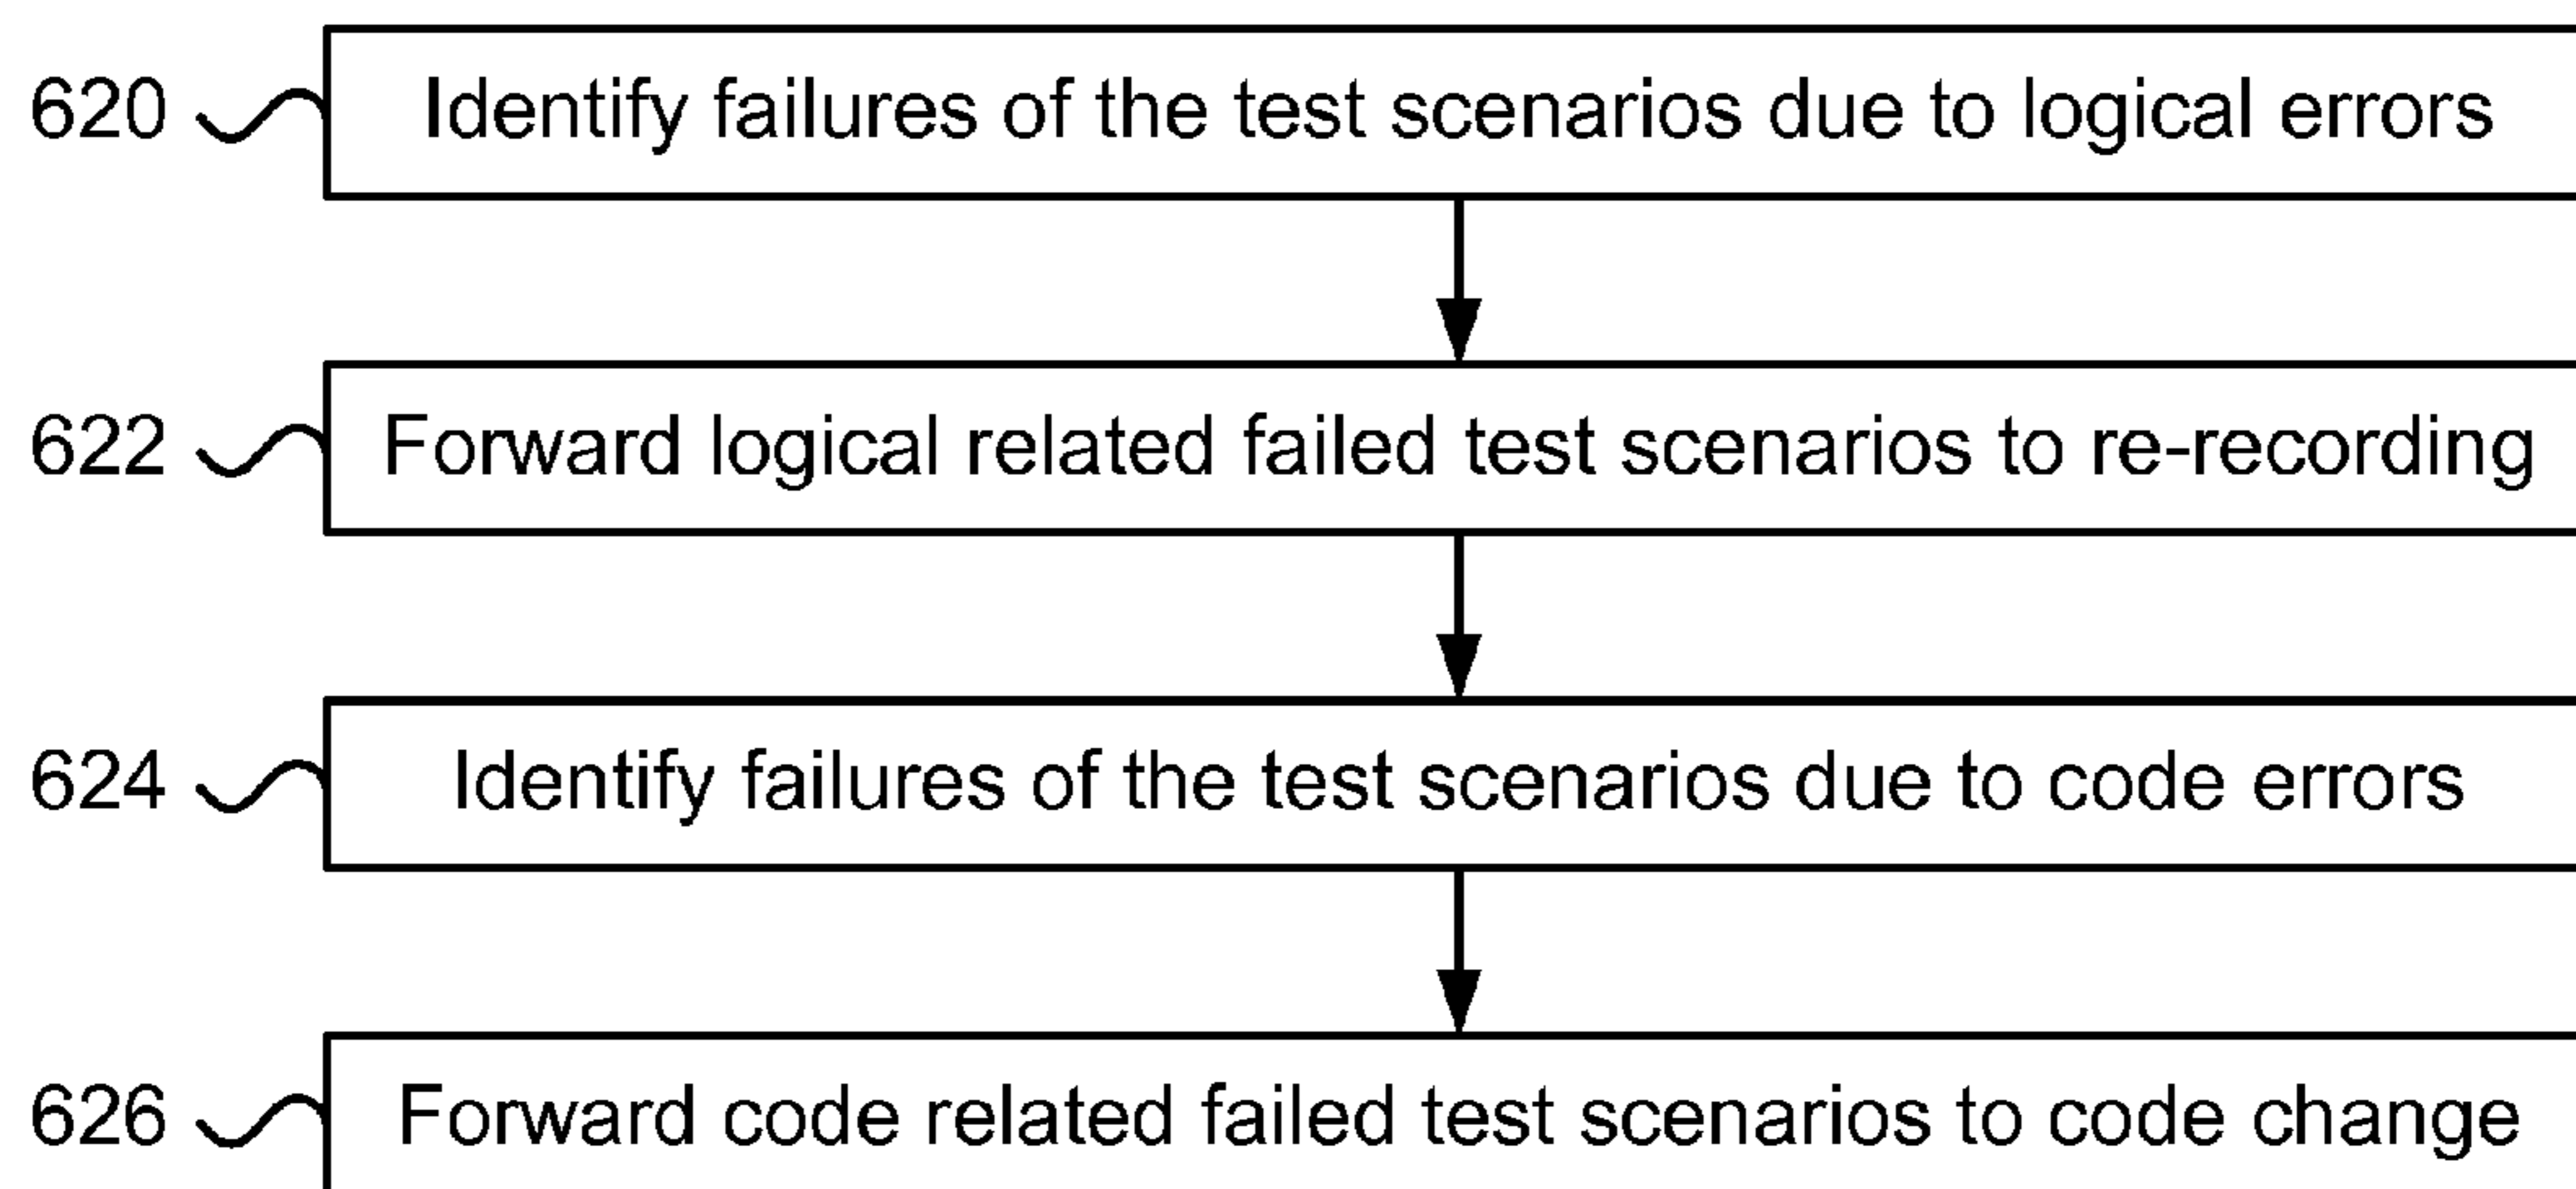 620 Identify failures of the test scenarios due to logical errors
622 Forward logical related failed test scenarios to re-recording
624 Identify failures of the test scenarios due to code errors
626 Forward code related failed test scenarios to code change